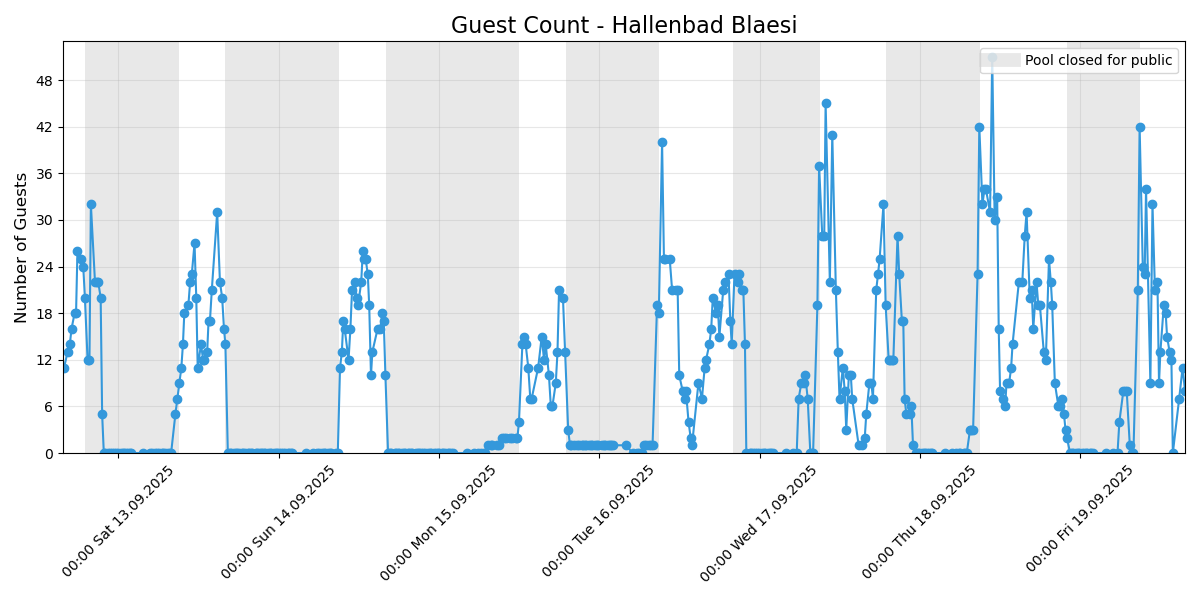 Guest Count - Hallenbad Blaesi
Pool closed for public
Number of Guests
48
42
36
30
24
18
12
6
0
00:00 Sat 13.09.2025
00:00 Sun 14.09.2025
00:00 Mon 15.09.2025
00:00 Tue 16.09.2025
00:00 Wed 17.09.2025
00:00 Thu 18.09.2025
00:00 Fri 19.09.2025